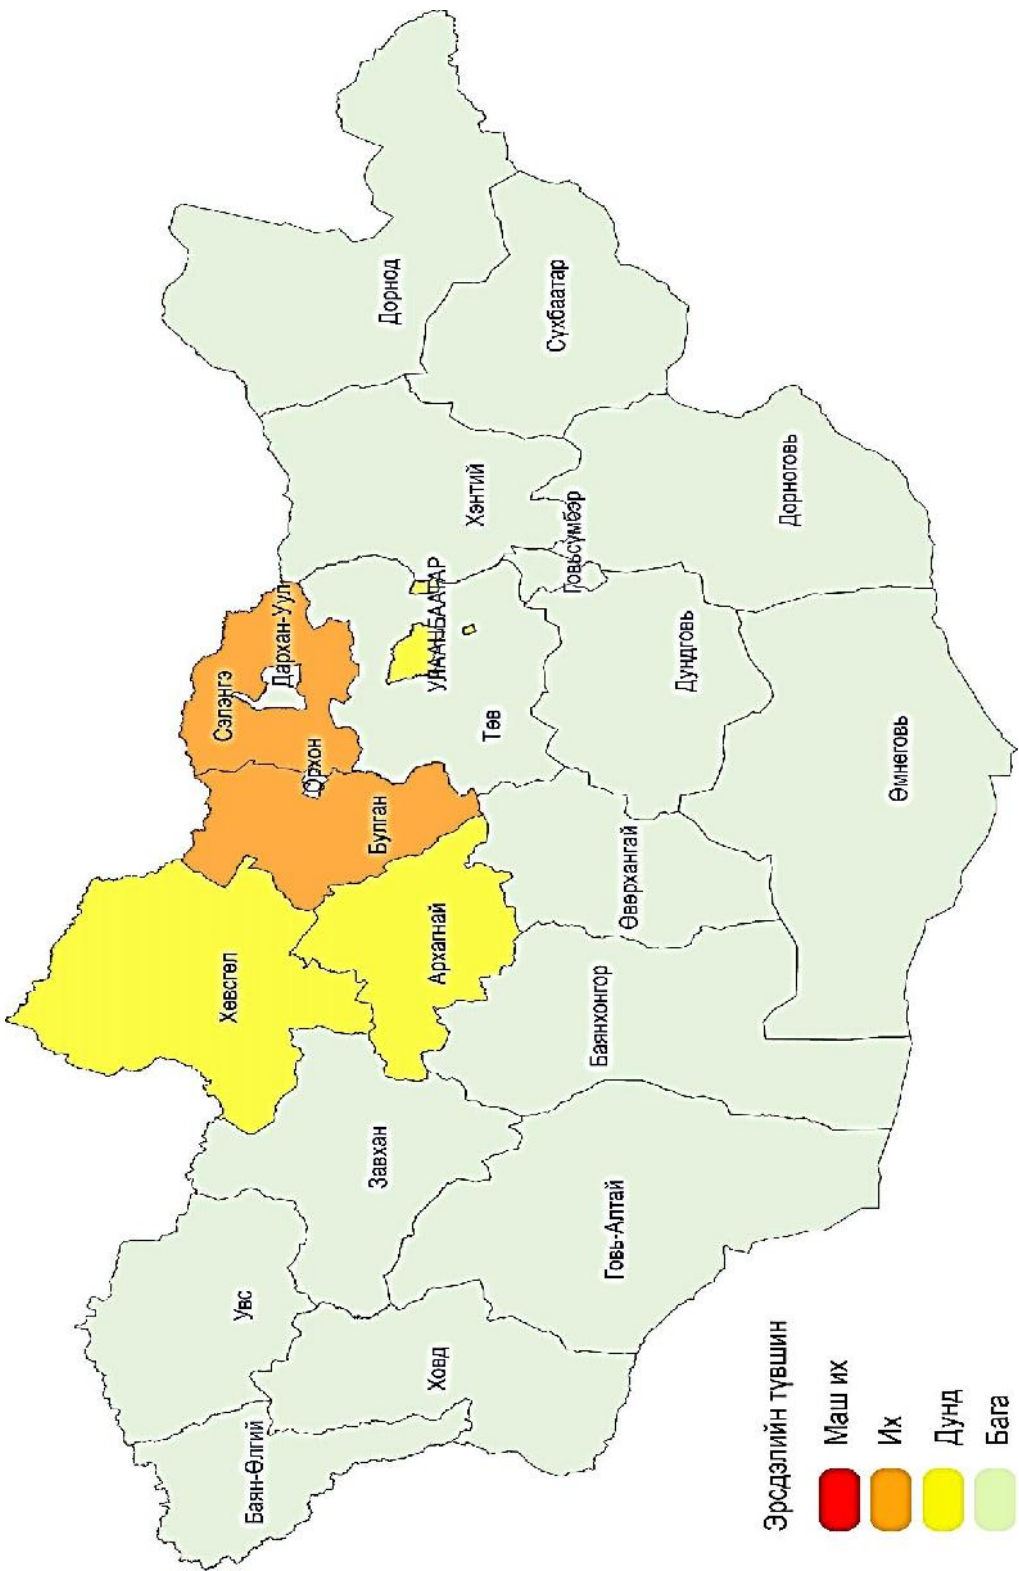 Баян-Өлгий
Увс
Ховд
Завхан
Говь-Алтай
Хөвсгөл
Архагнай
Баянхонгор
Булган
Орхон
Сэлэнгэ
Дархан-Уул
Өвөрхангай
Төв
УЛААНБААТАР
Дундговь
Өмнөговь
Говьсүмбэр
Хэнтий
Дорноговь
Дорнод
Сүхбаатар
Эрсдэлийн түвшин
Маш их
Их
Дунд
Бага